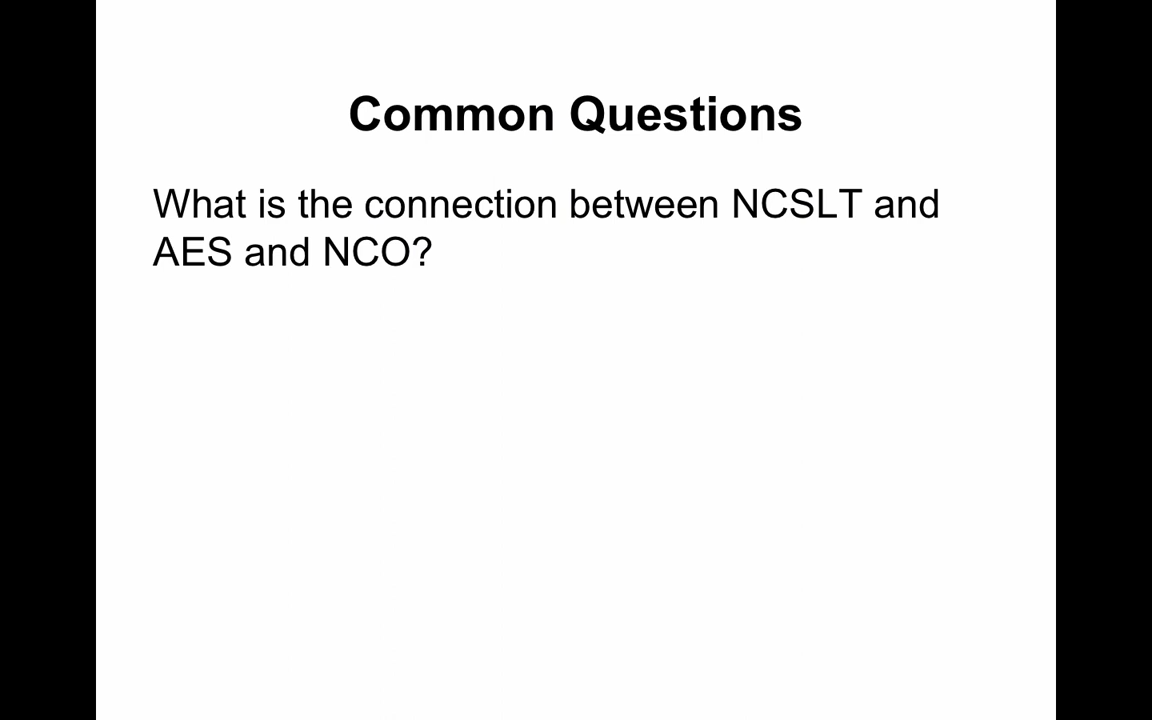 Common Questions
What is the connection between NCSLT and
AES and NCO?